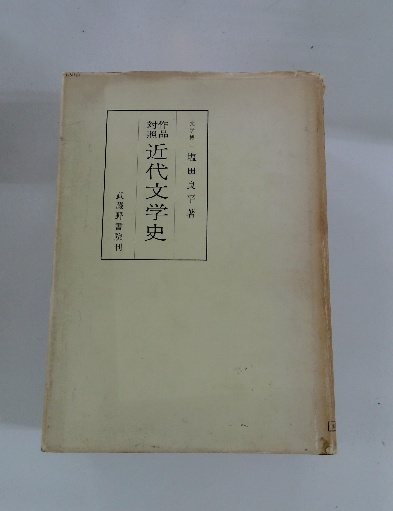 文学博士 塩田良平著
作品
対照
近代文学史
武蔵野書院刊